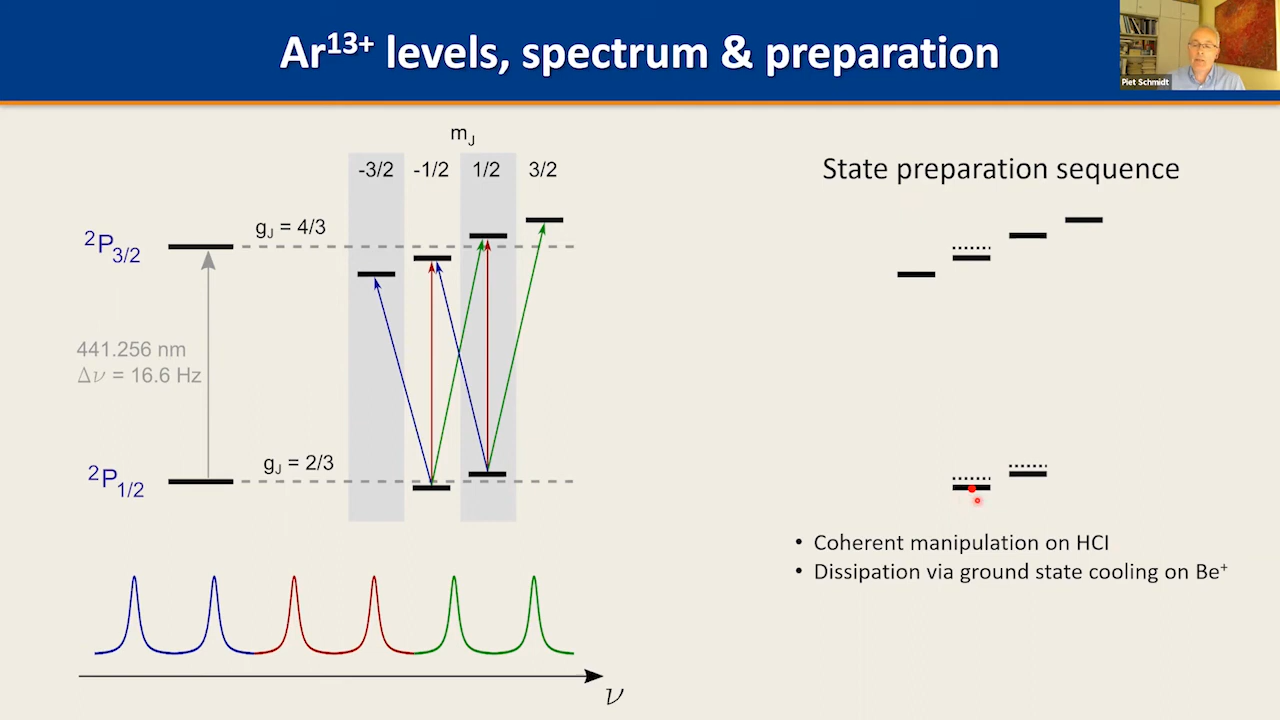 Ar¹³⁺ levels, spectrum & preparation
Piet Schmidt
mJ
-3/2 -1/2 1/2 3/2
State preparation sequence
gJ = 4/3
²P3/2
441.256 nm
Δν = 16.6 Hz
gJ = 2/3
²P1/2
• Coherent manipulation on HCI
• Dissipation via ground state cooling on Be⁺
ν